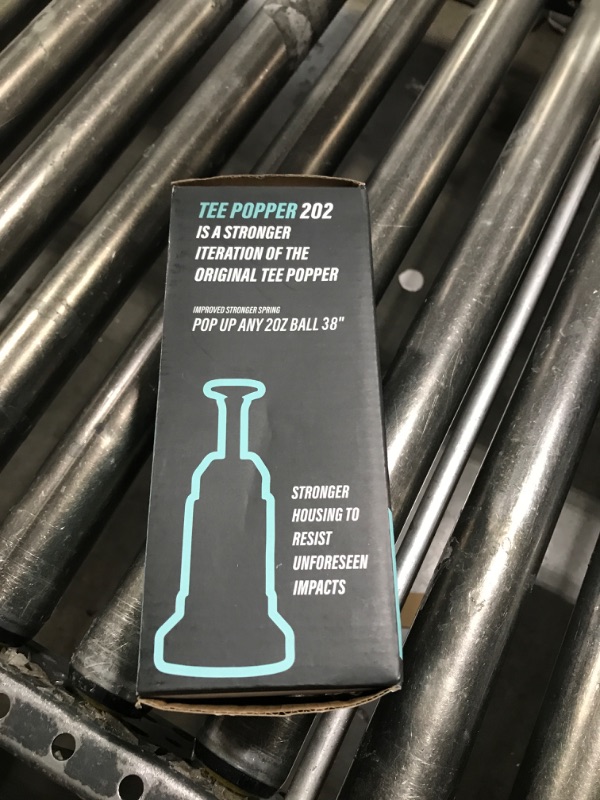 TEE POPPER 202
IS A STRONGER
ITERATION OF THE
ORIGINAL TEE POPPER
IMPROVED STRONGER SPRING
POP UP ANY 2OZ BALL 38"
STRONGER
HOUSING TO
RESIST
UNFORESEEN
IMPACTS